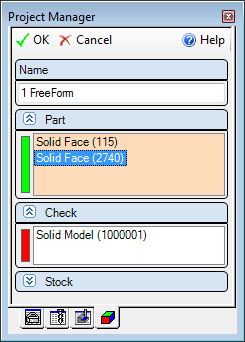 Project Manager
OK Cancel Help
Name
1 FreeForm
Part
Solid Face (115)
Solid Face (2740)
Check
Solid Model (1000001)
Stock